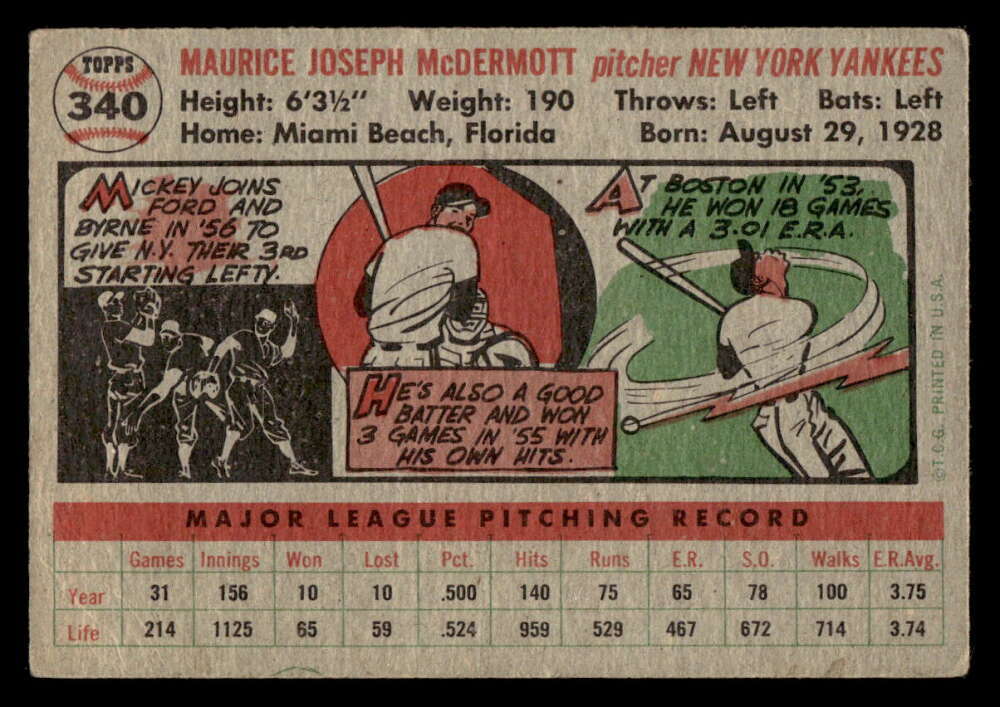 TOPPS
340
MAURICE JOSEPH McDERMOTT pitcher NEW YORK YANKEES
Height: 6'3½" Weight: 190 Throws: Left Bats: Left
Home: Miami Beach, Florida Born: August 29, 1928
MICKEY JOINS
FORD AND
BYRNE IN '56 TO
GIVE N.Y. THEIR 3RD
STARTING LEFTY.
HE'S ALSO A GOOD
BATTER AND WON
3 GAMES IN '55 WITH
HIS OWN HITS.
AT BOSTON IN '53,
HE WON 18 GAMES
WITH A 3.01 E.R.A.
©T.C.G. PRINTED IN U.S.A.
MAJOR LEAGUE PITCHING RECORD
Games Innings Won Lost Pct. Hits Runs E.R. S.O. Walks E.R.Avg.
Year 31 156 10 10 .500 140 75 65 78 100 3.75
Life 214 1125 65 59 .524 959 529 467 672 714 3.74